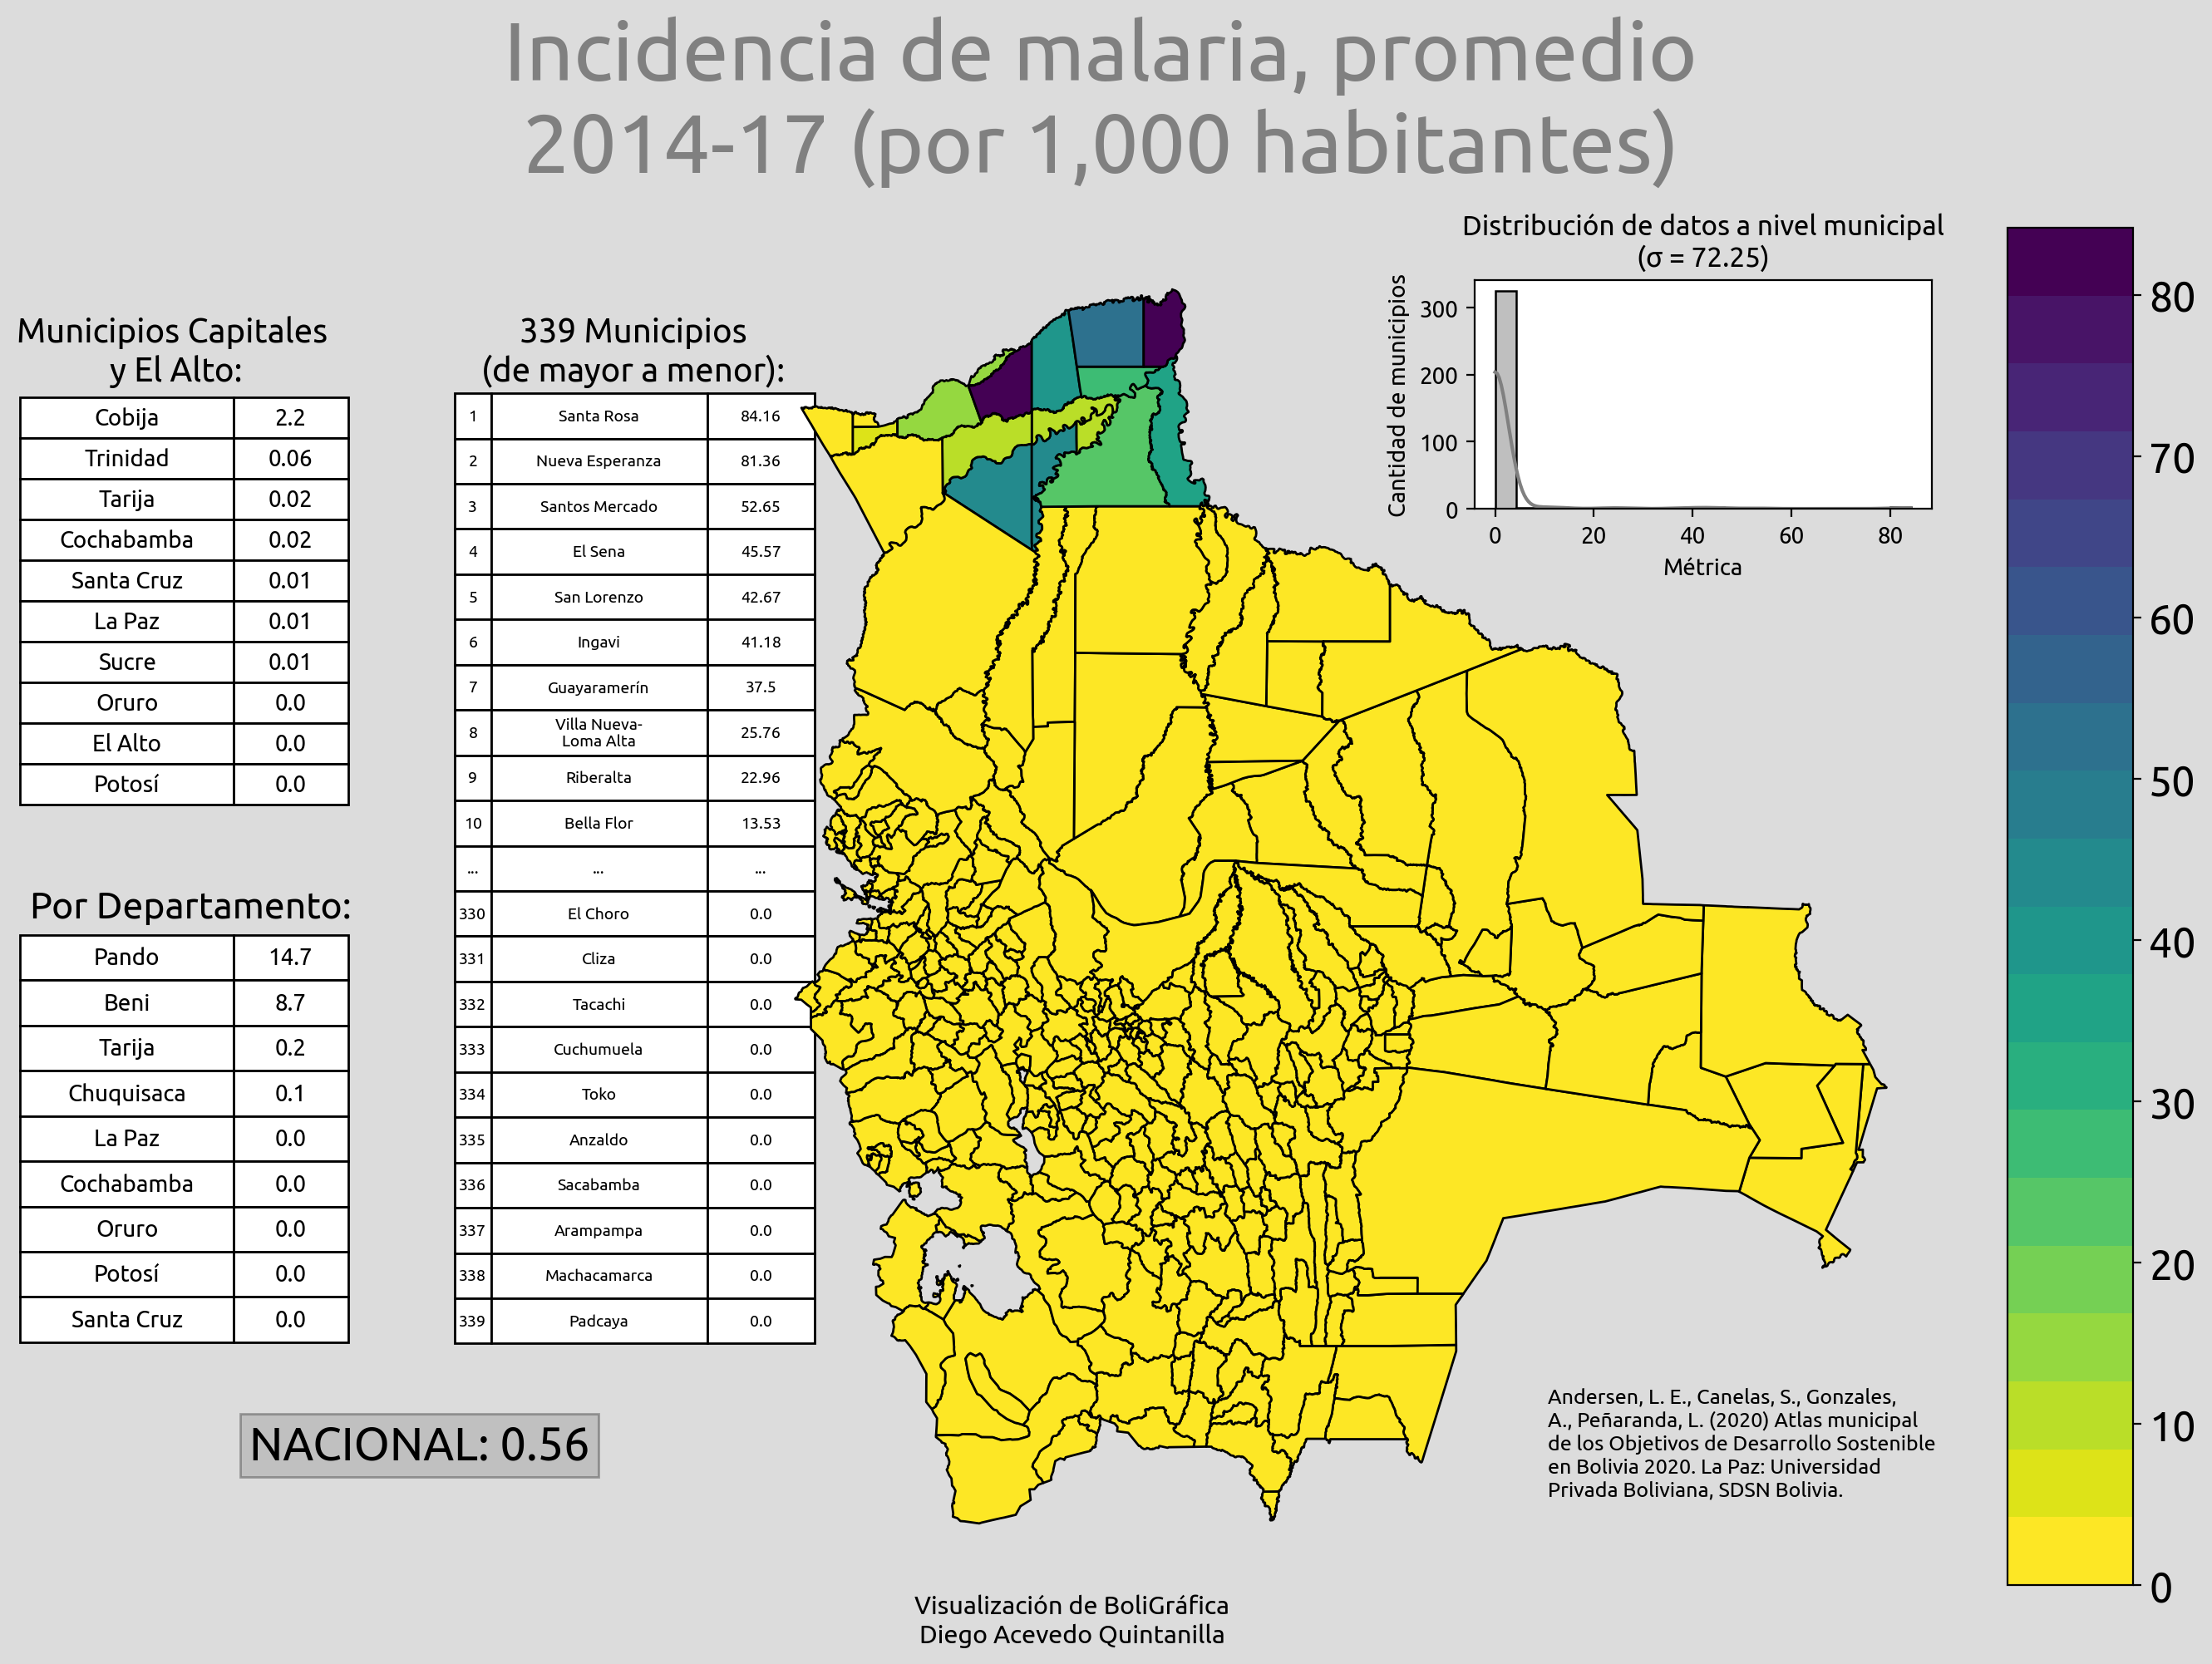 Incidencia de malaria, promedio
2014-17 (por 1,000 habitantes)
Municipios Capitales
y El Alto:
Cobija 2.2
Trinidad 0.06
Tarija 0.02
Cochabamba 0.02
Santa Cruz 0.01
La Paz 0.01
Sucre 0.01
Oruro 0.0
El Alto 0.0
Potosí 0.0
Por Departamento:
Pando 14.7
Beni 8.7
Tarija 0.2
Chuquisaca 0.1
La Paz 0.0
Cochabamba 0.0
Oruro 0.0
Potosí 0.0
Santa Cruz 0.0
NACIONAL: 0.56
339 Municipios
(de mayor a menor):
1 Santa Rosa 84.16
2 Nueva Esperanza 81.36
3 Santos Mercado 52.65
4 El Sena 45.57
5 San Lorenzo 42.67
6 Ingavi 41.18
7 Guayaramerín 37.5
8 Villa Nueva-
Loma Alta 25.76
9 Riberalta 22.96
10 Bella Flor 13.53
... ... ...
330 El Choro 0.0
331 Cliza 0.0
332 Tacachi 0.0
333 Cuchumuela 0.0
334 Toko 0.0
335 Anzaldo 0.0
336 Sacabamba 0.0
337 Arampampa 0.0
338 Machacamarca 0.0
339 Padcaya 0.0
Distribución de datos a nivel municipal
(σ = 72.25)
Cantidad de municipios
300
200
100
0
0 20 40 60 80
Métrica
80
70
60
50
40
30
20
10
0
Andersen, L. E., Canelas, S., Gonzales,
A., Peñaranda, L. (2020) Atlas municipal
de los Objetivos de Desarrollo Sostenible
en Bolivia 2020. La Paz: Universidad
Privada Boliviana, SDSN Bolivia.
Visualización de BoliGráfica
Diego Acevedo Quintanilla